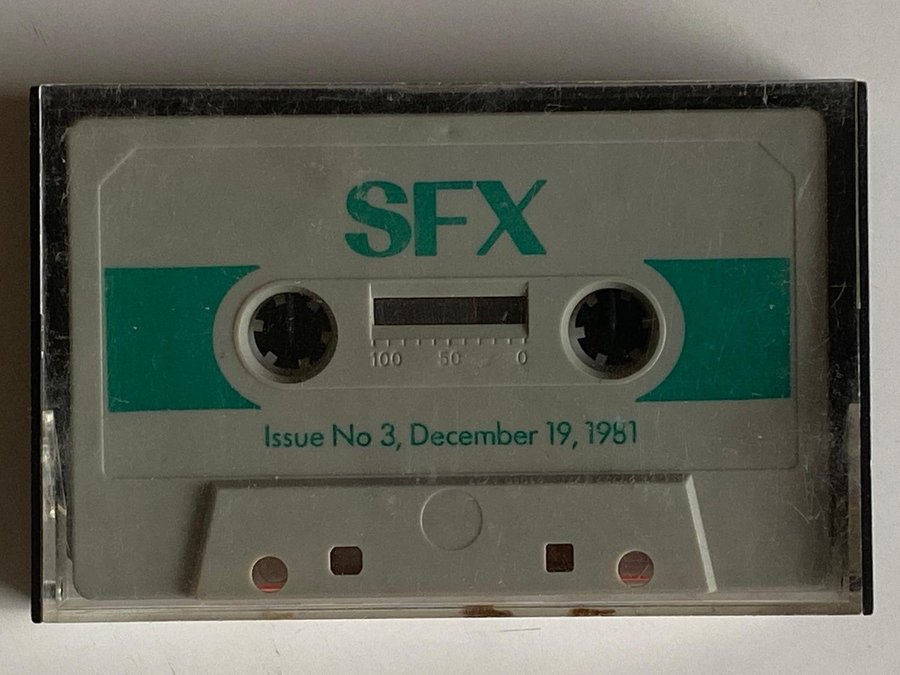 SFX
100 50 0
Issue No 3, December 19, 1981